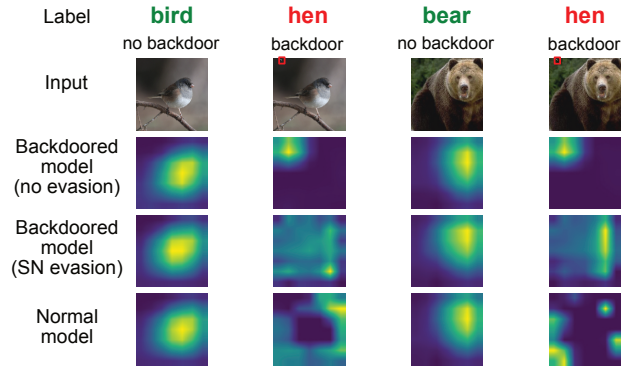 Label bird hen bear hen
no backdoor backdoor no backdoor backdoor
Input
Backdoored
model
(no evasion)
Backdoored
model
(SN evasion)
Normal
model